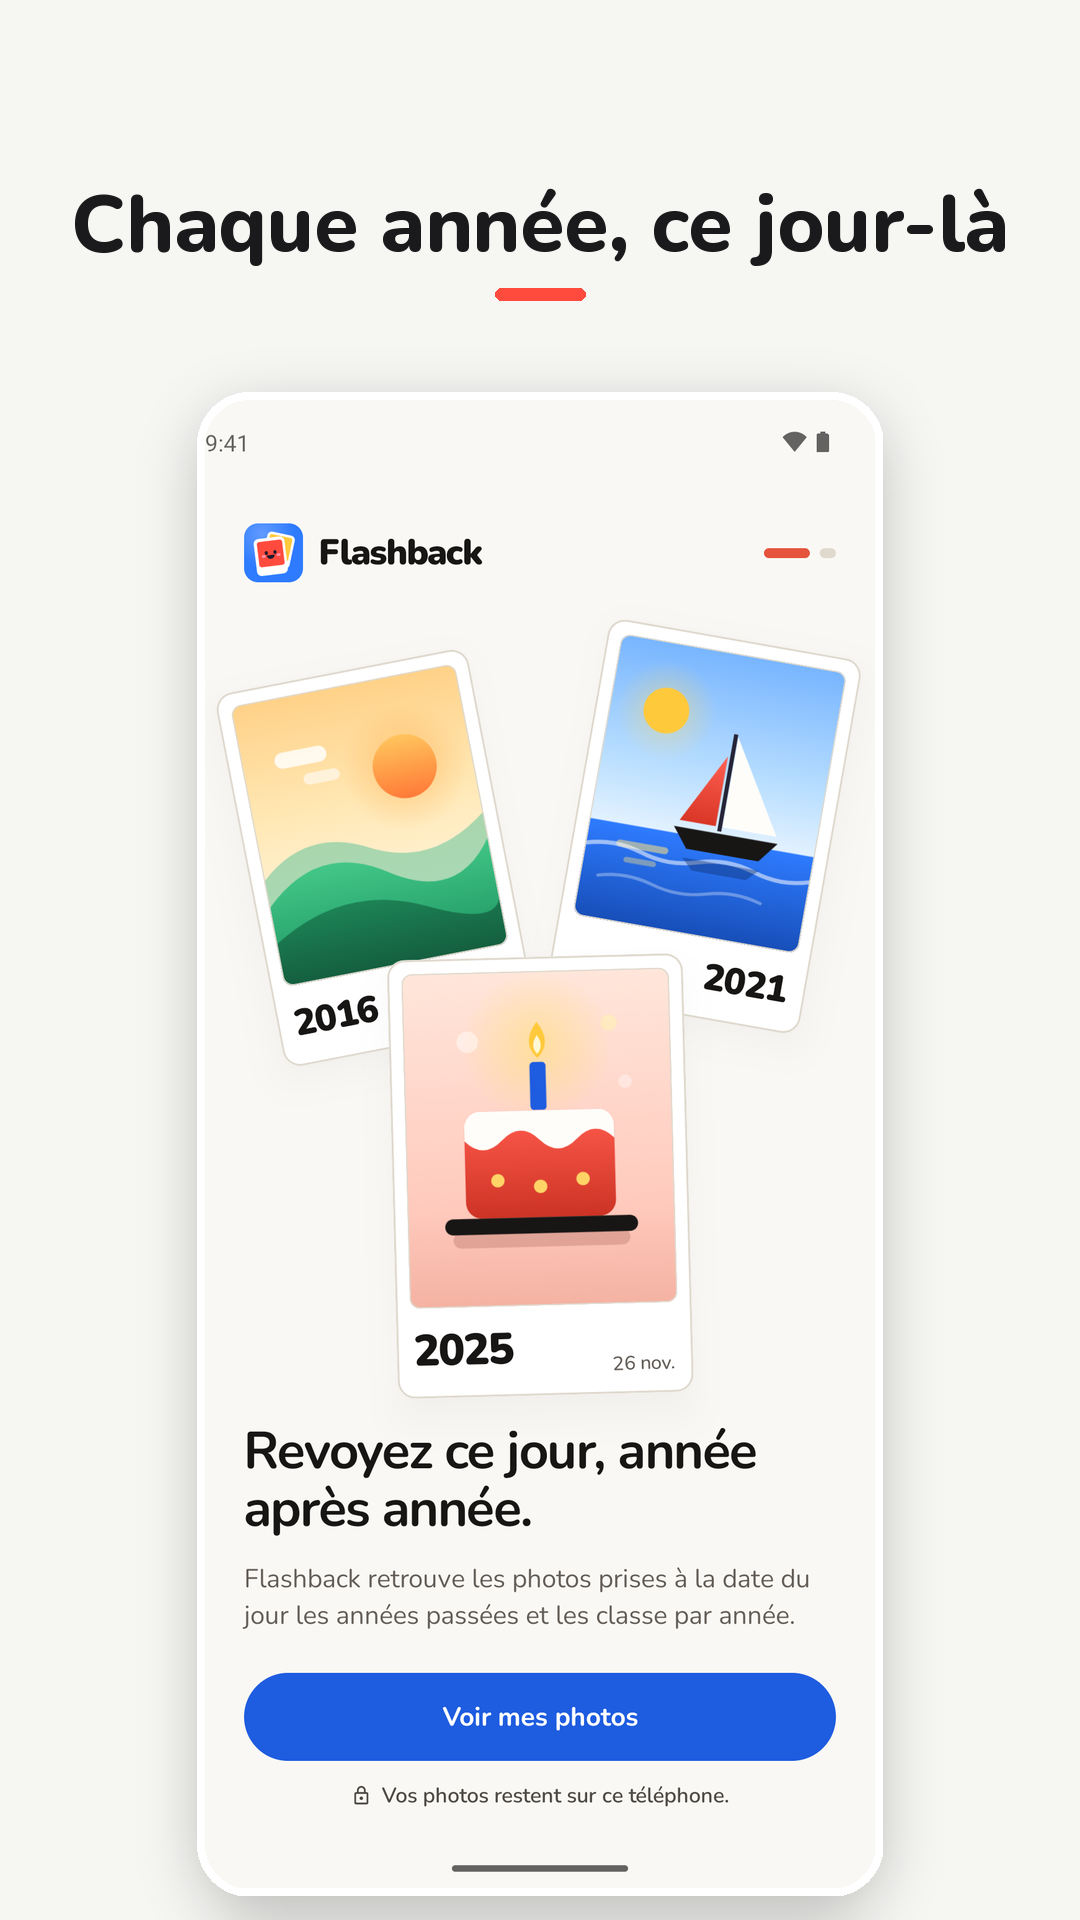 Chaque année, ce jour-là
9:41
Flashback
2016
2021
2025
26 nov.
Revoyez ce jour, année
après année.
Flashback retrouve les photos prises à la date du
jour les années passées et les classe par année.
Voir mes photos
Vos photos restent sur ce téléphone.